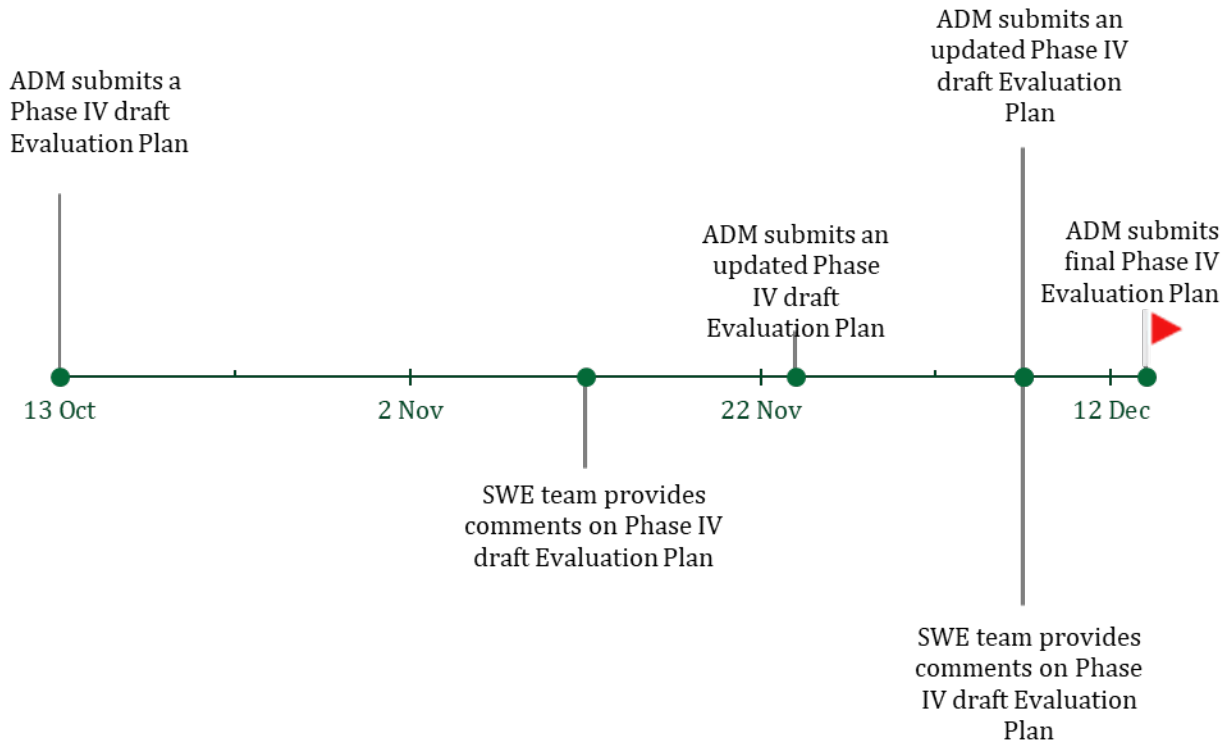 ADM submits a
Phase IV draft
Evaluation Plan
ADM submits an
updated Phase
IV draft
Evaluation Plan
ADM submits an
updated Phase IV
draft Evaluation
Plan
ADM submits
final Phase IV
Evaluation Plan
13 Oct
2 Nov
22 Nov
12 Dec
SWE team provides
comments on Phase IV
draft Evaluation Plan
SWE team provides
comments on Phase
IV draft Evaluation
Plan